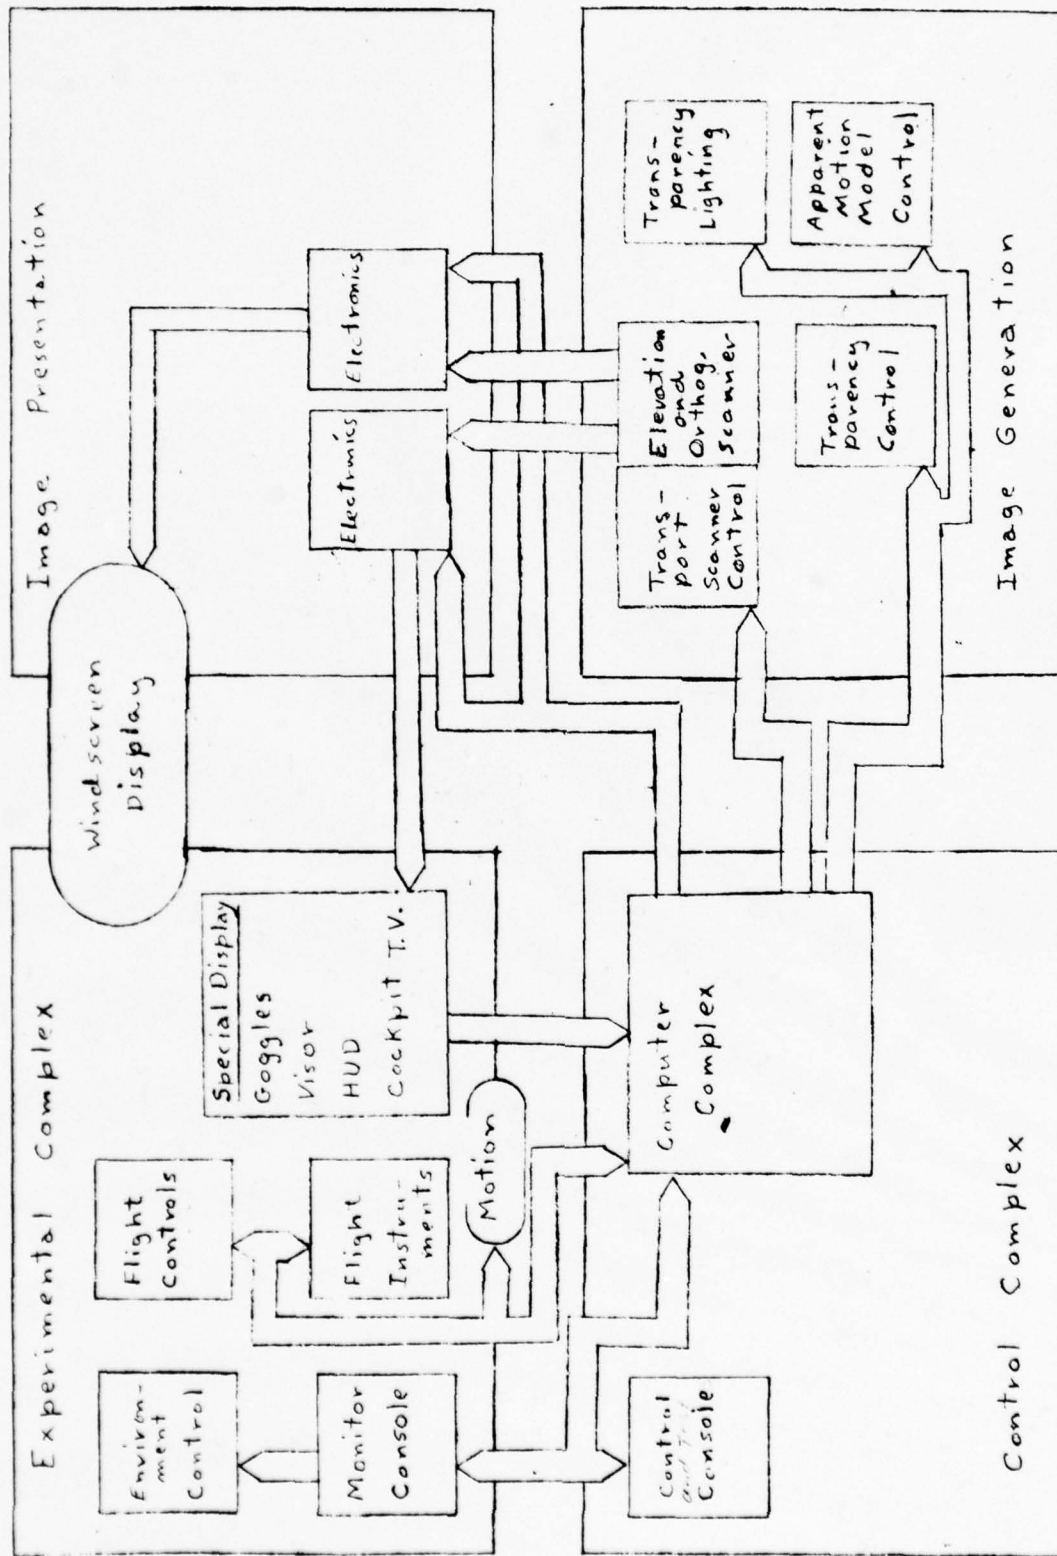 Experimental Complex
Environ-
ment
Control
Flight
Controls
Windscreen
Display
Image Presentation
Monitor
Console
Flight
Instru-
ments
Special Display
Goggles
Visor
HUD
Cockpit T.V.
Electronics
Electronics
Motion
Control
and Test
Console
Computer
Complex
Trans-
port
Scanner
Control
Elevation
and
Orthog.
Scanner
Trans-
parency
Lighting
Trans-
parency
Control
Apparent
Motion
Model
Control
Control Complex
Image Generation